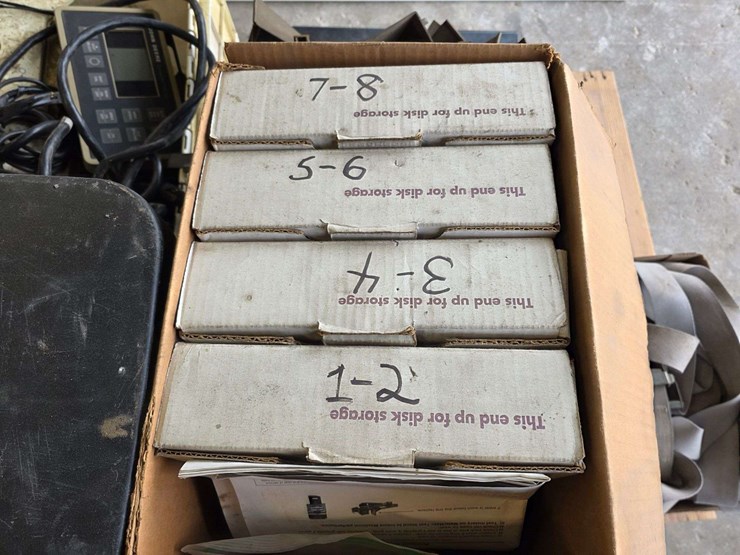 7-8
This end up for disk storage
5-6
This end up for disk storage
3-4
This end up for disk storage
1-2
This end up for disk storage